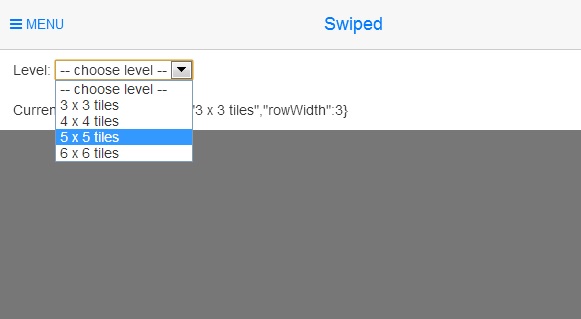 MENU
Swiped
Level: -- choose level --
-- choose level --
3 x 3 tiles
4 x 4 tiles
5 x 5 tiles
6 x 6 tiles
Curren "3 x 3 tiles","rowWidth":3}